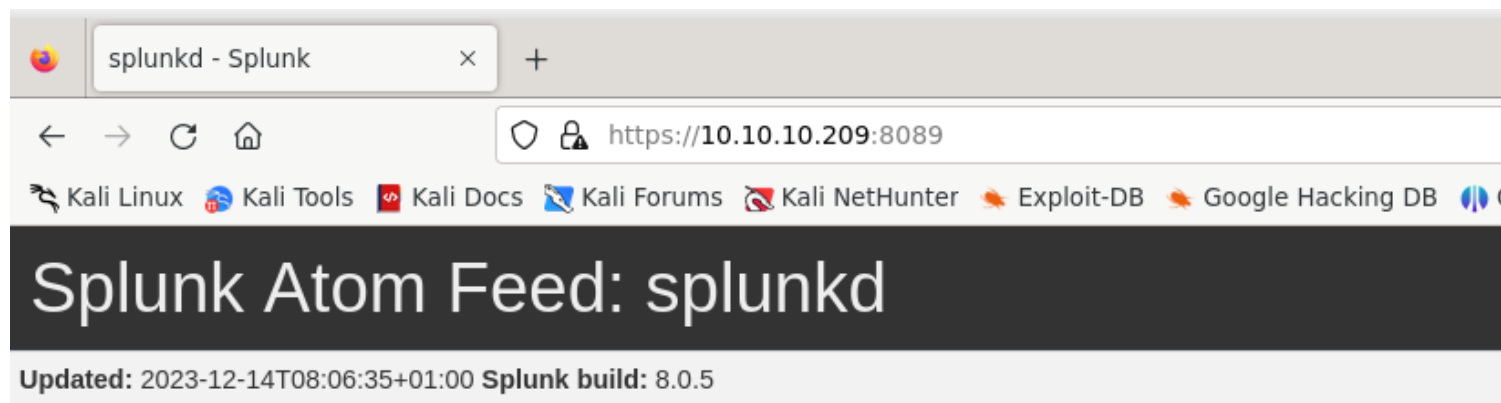 splunkd - Splunk
https://10.10.10.209:8089
Kali Linux Kali Tools Kali Docs Kali Forums Kali NetHunter Exploit-DB Google Hacking DB
Splunk Atom Feed: splunkd
Updated: 2023-12-14T08:06:35+01:00 Splunk build: 8.0.5